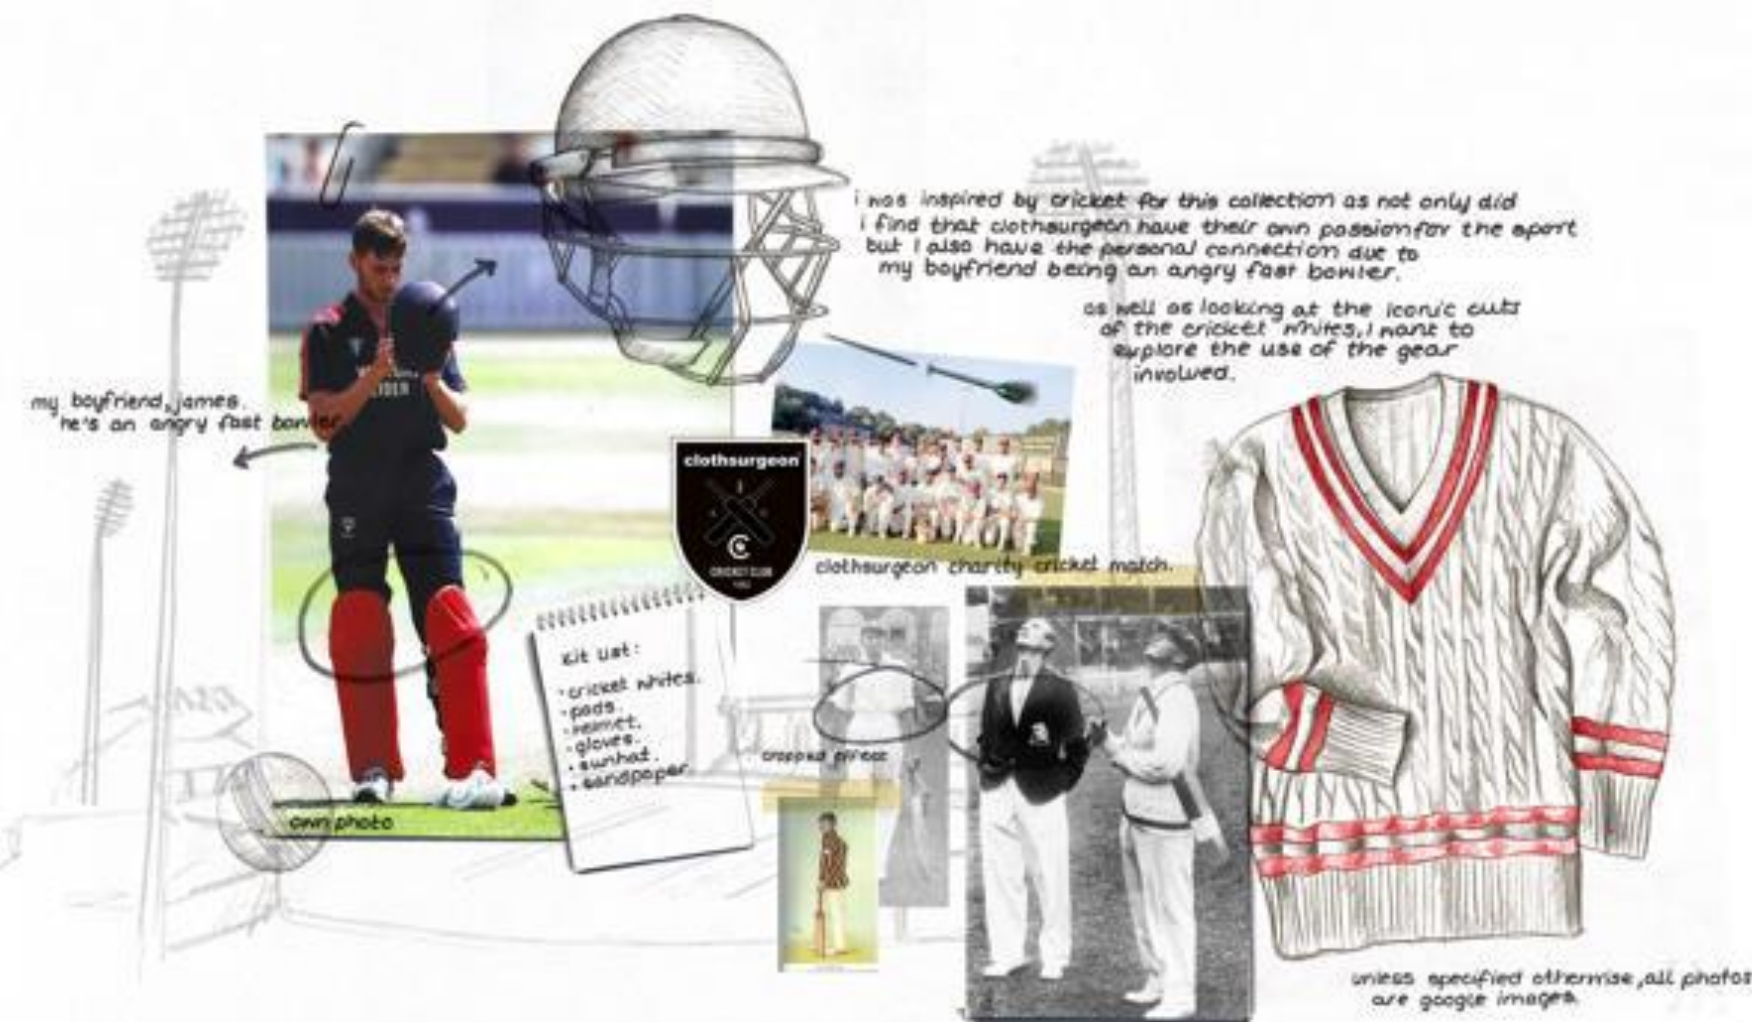 i was inspired by cricket for this collection as not only did
i find that clothsurgeon have their own passion for the sport
but i also have the personal connection due to
my boyfriend being an angry fast bowler.
as well as looking at the iconic cuts
of the cricket whites, i want to
explore the use of the gear
involved.
my boyfriend, james.
he's an angry fast bowler
clothsurgeon
CRICKET CLUB
clothsurgeon charity cricket match.
kit list:
• cricket whites.
• pads.
• helmet.
• gloves.
• sunhat.
• sandpaper
cropped effect
own photo
unless specified otherwise, all photos
are google images.